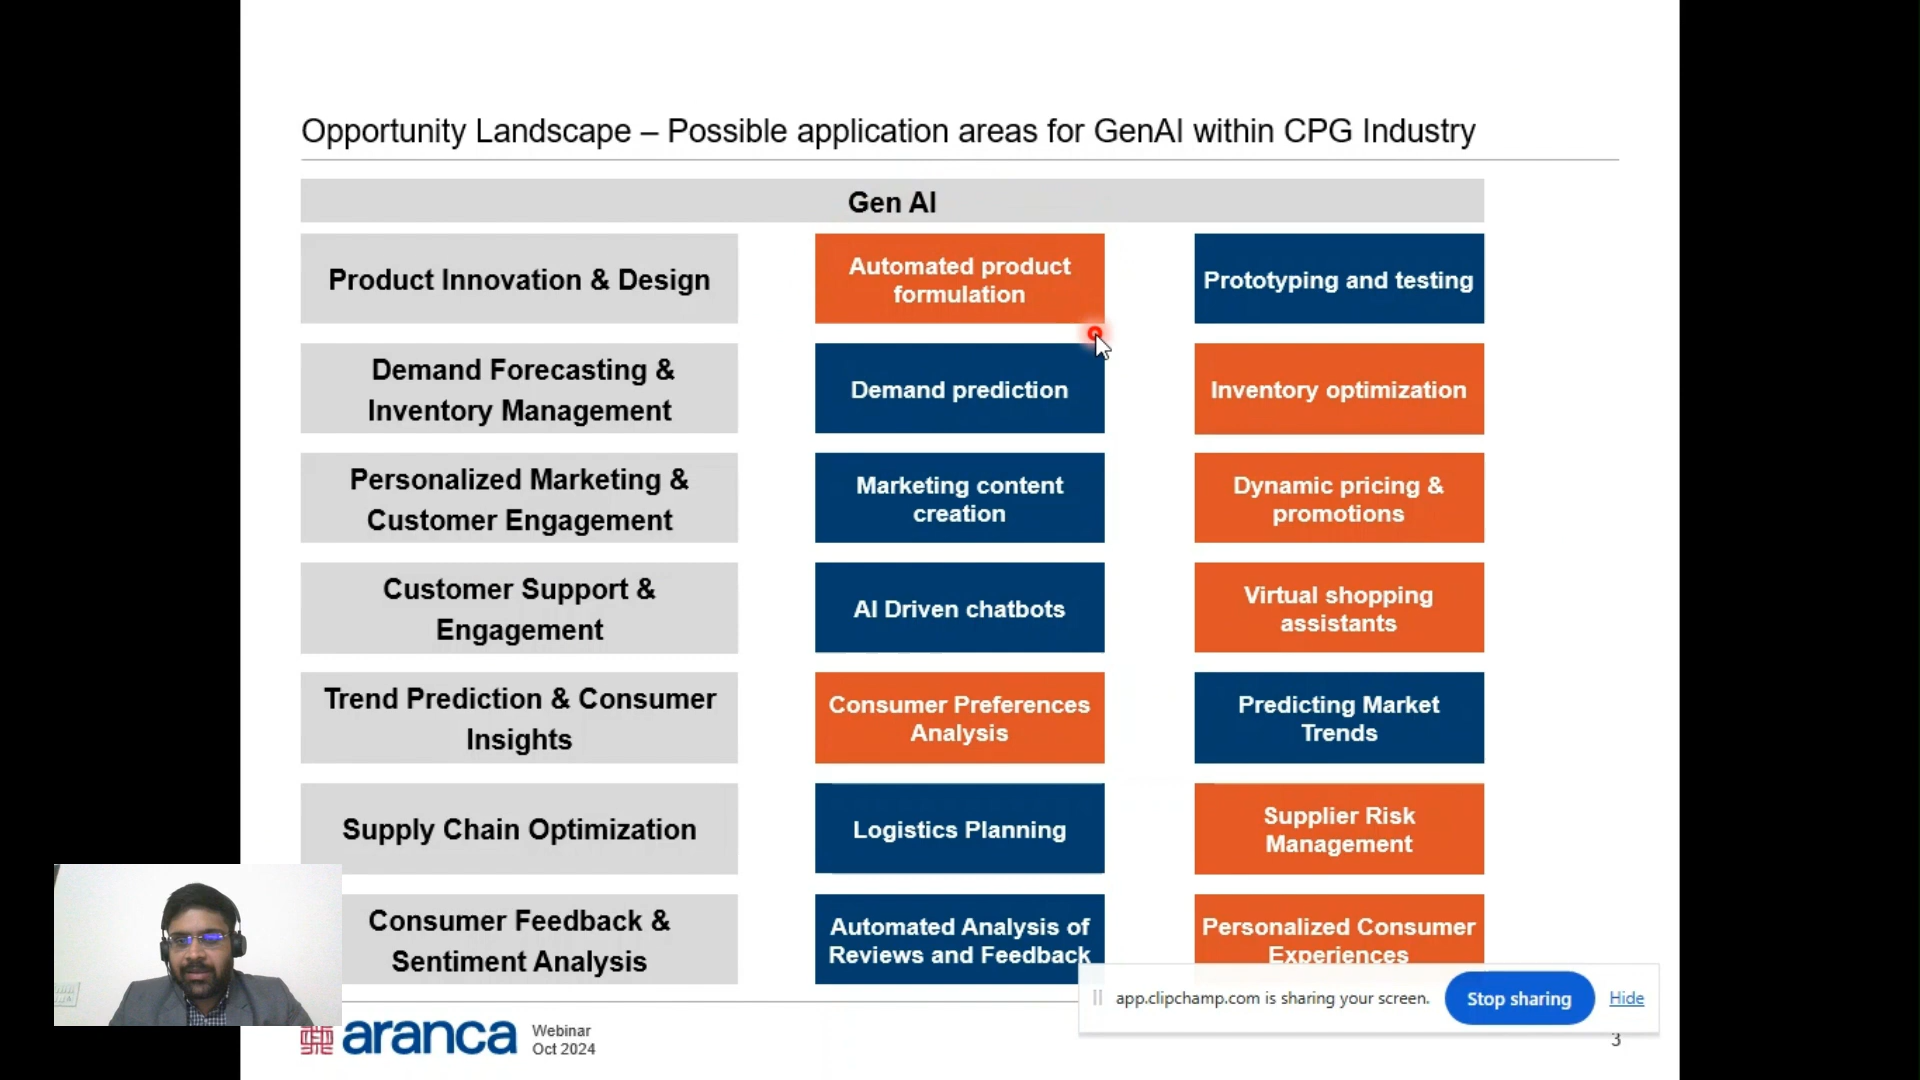 Opportunity Landscape – Possible application areas for GenAI within CPG Industry
Gen AI
Product Innovation & Design
Automated product
formulation
Prototyping and testing
Demand Forecasting &
Inventory Management
Demand prediction
Inventory optimization
Personalized Marketing &
Customer Engagement
Marketing content
creation
Dynamic pricing &
promotions
Customer Support &
Engagement
AI Driven chatbots
Virtual shopping
assistants
Trend Prediction & Consumer
Insights
Consumer Preferences
Analysis
Predicting Market
Trends
Supply Chain Optimization
Logistics Planning
Supplier Risk
Management
Consumer Feedback &
Sentiment Analysis
Automated Analysis of
Reviews and Feedback
Personalized Consumer
Experiences
app.clipchamp.com is sharing your screen.
Stop sharing
Hide
aranca
Webinar
Oct 2024
3